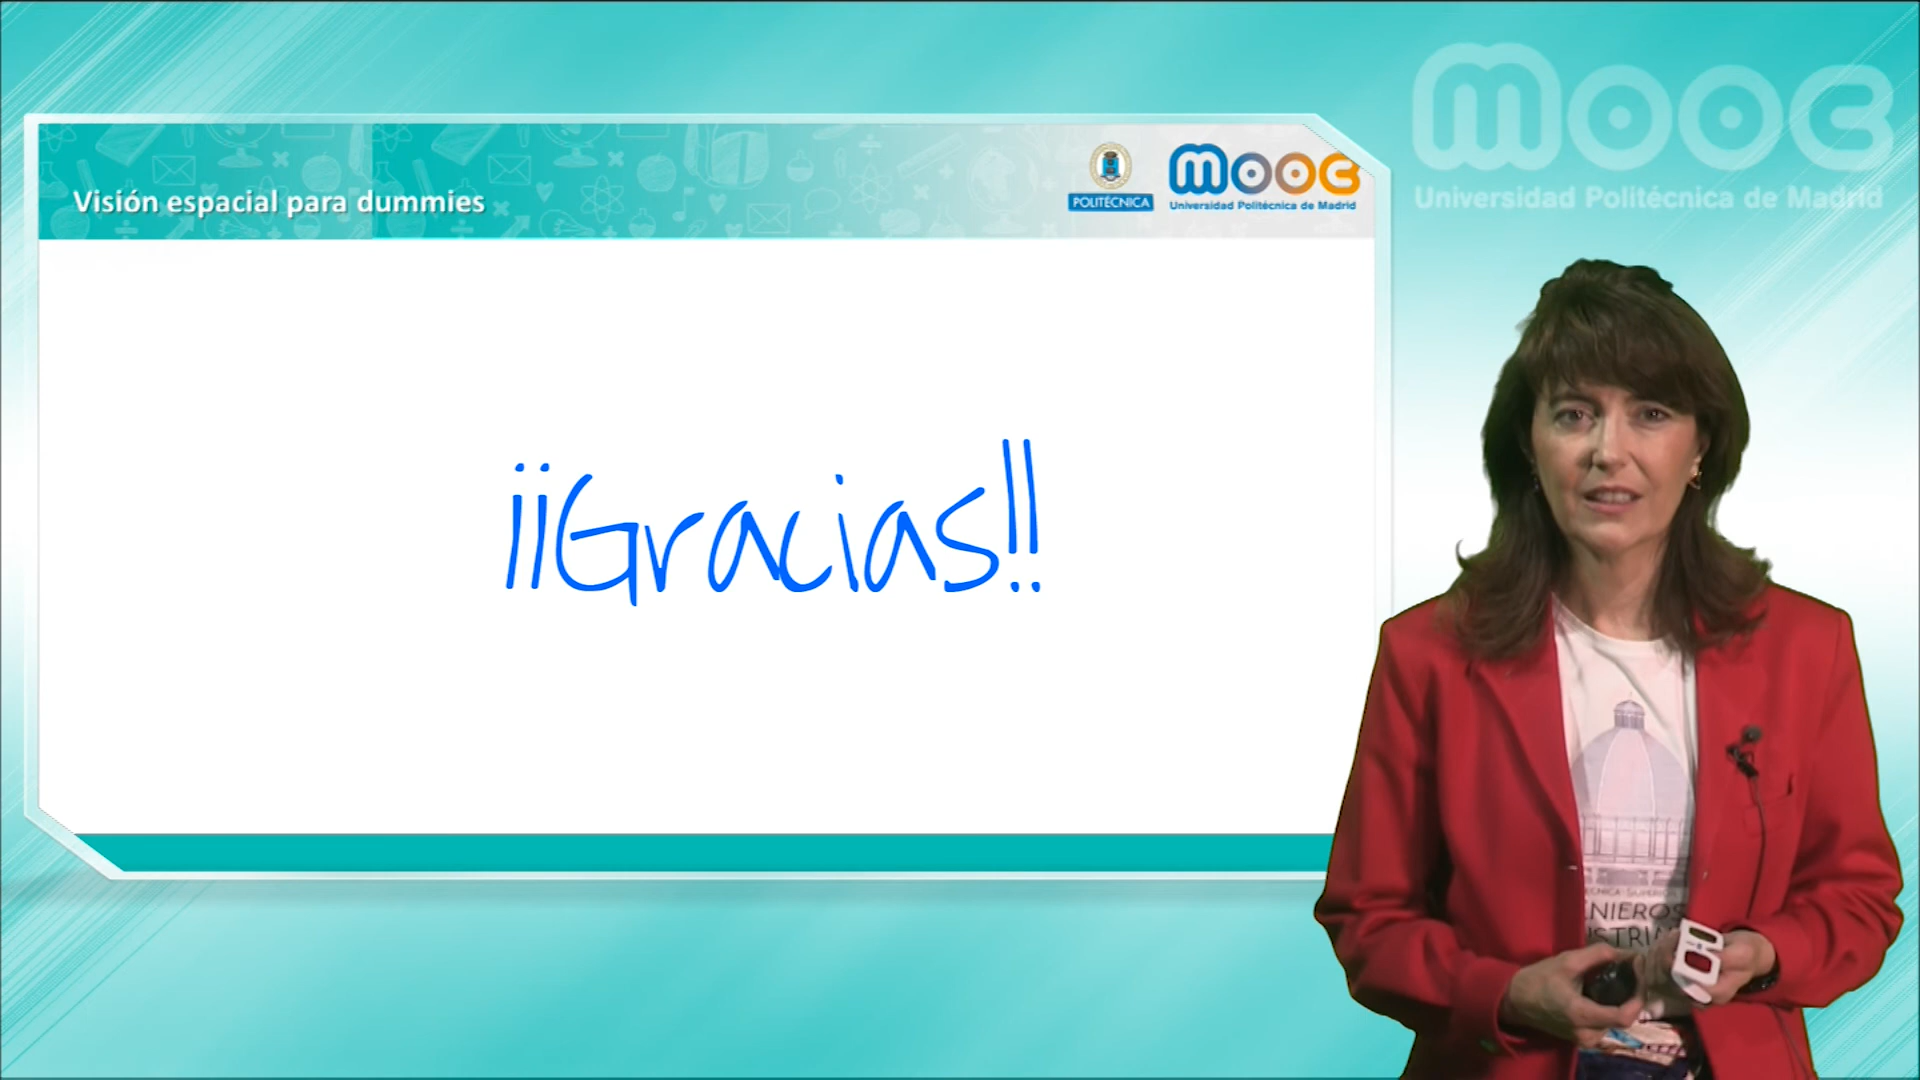 mooc
Universidad Politécnica de Madrid
Visión espacial para dummies
POLITÉCNICA
mooc
Universidad Politécnica de Madrid
¡¡Gracias!!